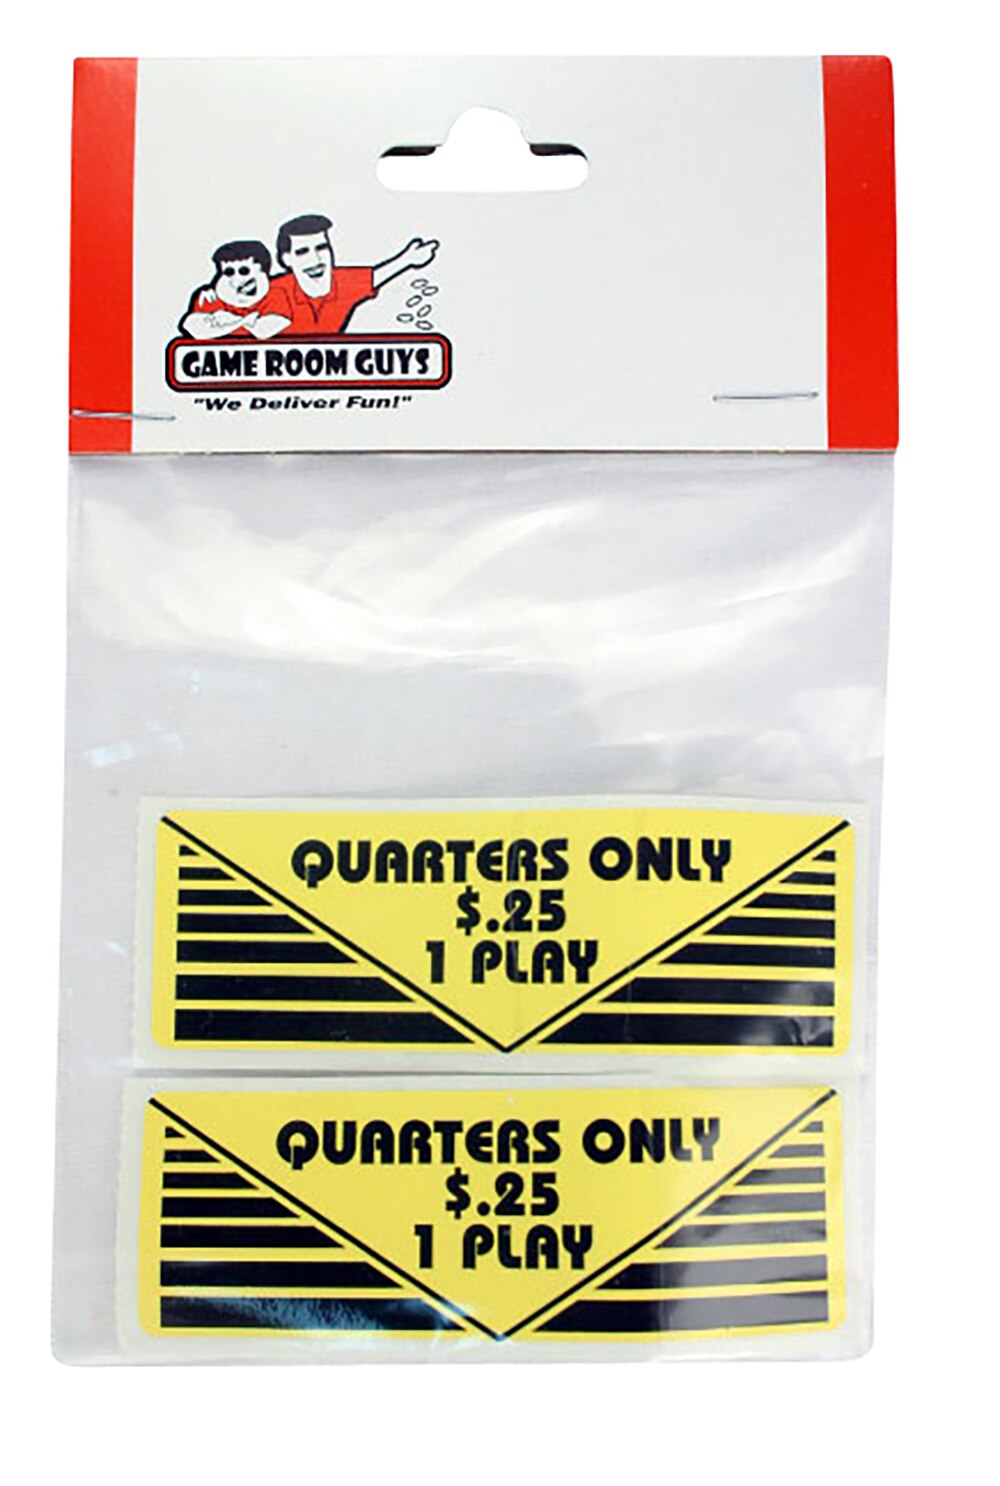 GAME ROOM GUYS
"We Deliver Fun!"
QUARTERS ONLY
$.25
1 PLAY
QUARTERS ONLY
$.25
1 PLAY